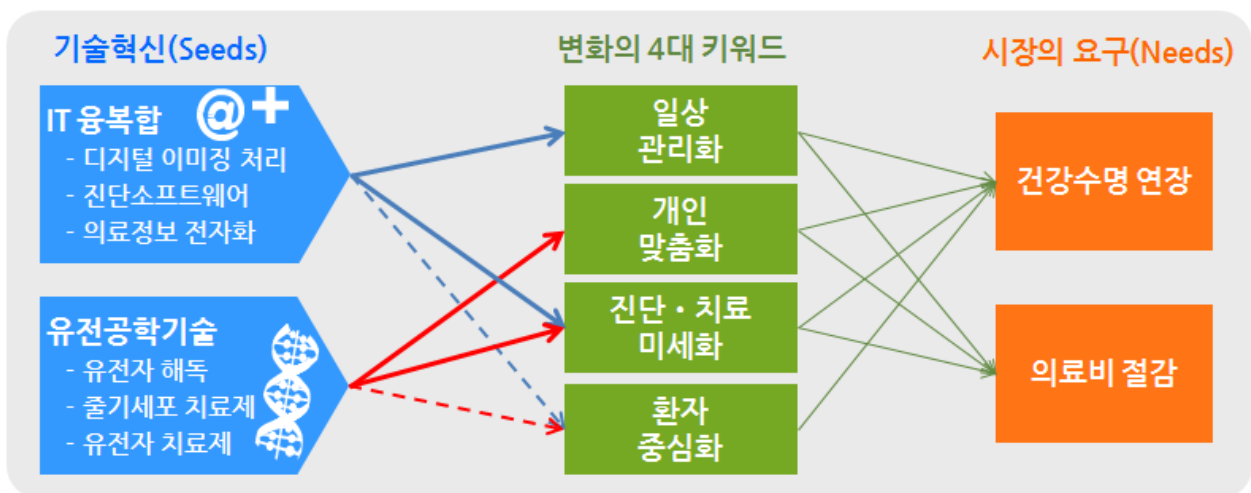 기술혁신(Seeds)
IT 융복합 @+
- 디지털 이미징 처리
- 진단소프트웨어
- 의료정보 전자화
유전공학기술
- 유전자 해독
- 줄기세포 치료제
- 유전자 치료제
변화의 4대 키워드
일상
관리화
개인
맞춤화
진단・치료
미세화
환자
중심화
시장의 요구(Needs)
건강수명 연장
의료비 절감